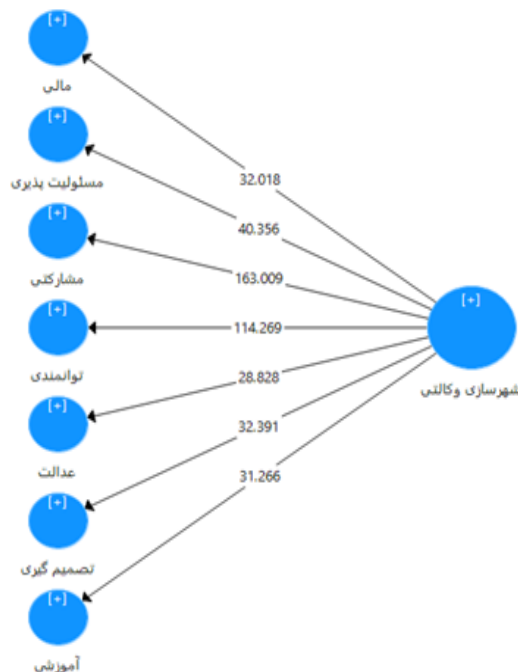 [+]
مالی
32.018
[+]
مسئولیت پذیری
40.356
[+]
مشارکتی
163.009
[+]
توانمندی
114.269
[+]
شهرسازی وکالتی
[+]
عدالت
28.828
[+]
تصمیم گیری
32.391
[+]
آموزشی
31.266